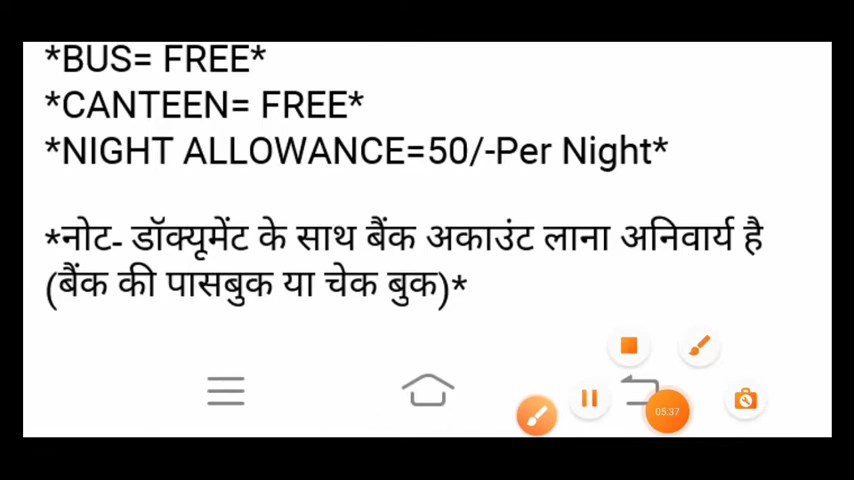 *BUS= FREE*
*CANTEEN= FREE*
*NIGHT ALLOWANCE=50/-Per Night*
*नोट- डॉक्यूमेंट के साथ बैंक अकाउंट लाना अनिवार्य है
(बैंक की पासबुक या चेक बुक)*
05:37